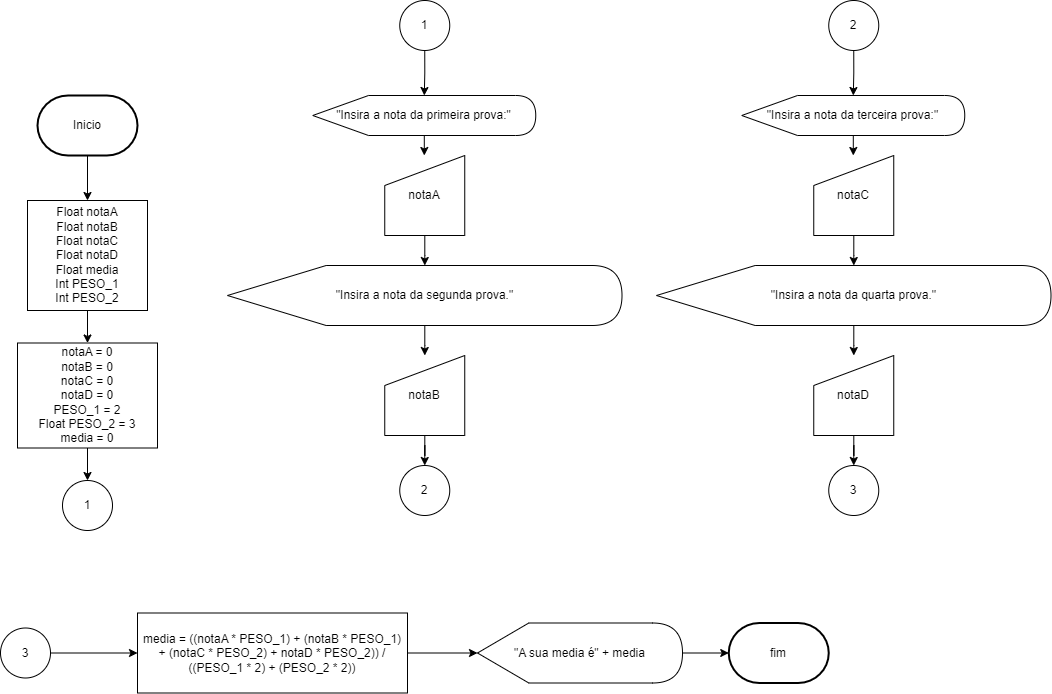 Inicio
Float notaA
Float notaB
Float notaC
Float notaD
Float media
Int PESO_1
Int PESO_2
notaA = 0
notaB = 0
notaC = 0
notaD = 0
PESO_1 = 2
Float PESO_2 = 3
media = 0
1
1
"Insira a nota da primeira prova:"
notaA
"Insira a nota da segunda prova."
notaB
2
2
"Insira a nota da terceira prova:"
notaC
"Insira a nota da quarta prova."
notaD
3
3
media = ((notaA * PESO_1) + (notaB * PESO_1)
+ (notaC * PESO_2) + notaD * PESO_2)) /
((PESO_1 * 2) + (PESO_2 * 2))
"A sua media é" + media
fim